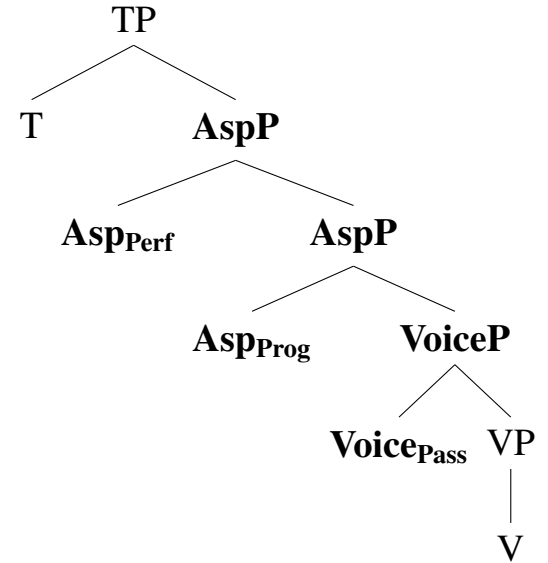 TP
T AspP
AspPerf AspP
AspProg VoiceP
VoicePass VP
V